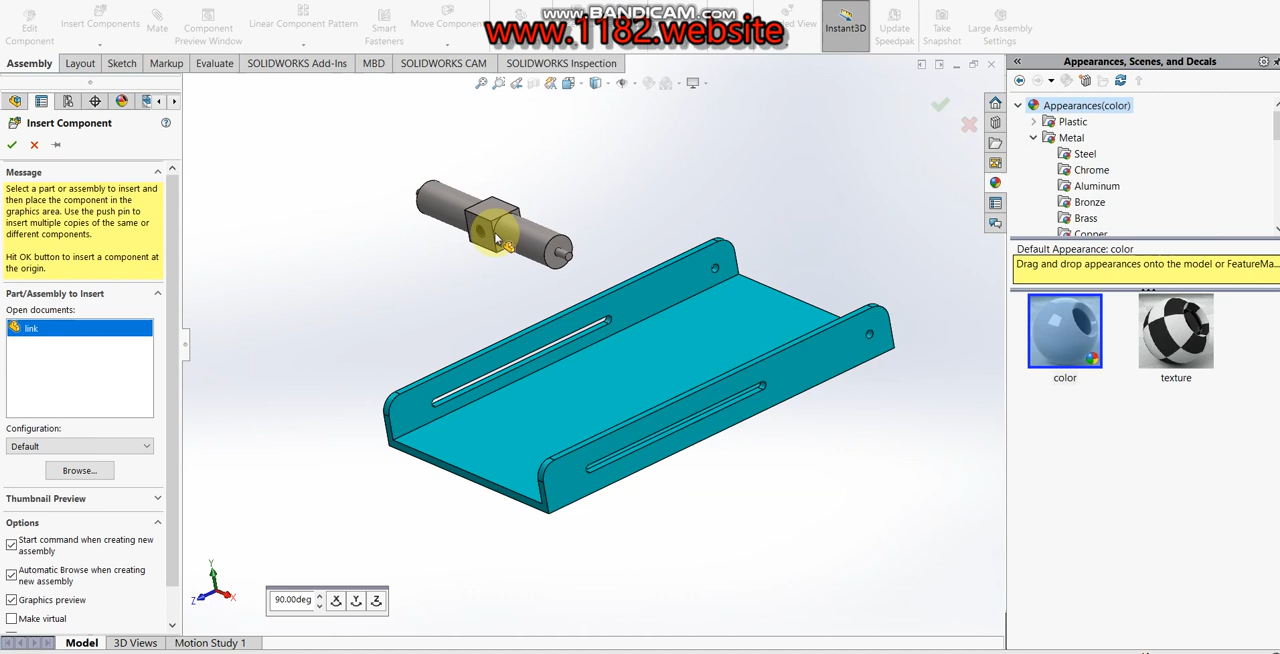 www.BANDICAM.com
www.1182.website
Edit Component
Insert Components
Mate
Component Preview Window
Linear Component Pattern
Smart Fasteners
Move Component
View
Instant3D
Update Speedpak
Take Snapshot
Large Assembly Settings
Assembly
Layout
Sketch
Markup
Evaluate
SOLIDWORKS Add-Ins
MBD
SOLIDWORKS CAM
SOLIDWORKS Inspection
Insert Component
Message
Select a part or assembly to insert and
then place the component in the
graphics area. Use the push pin to
insert multiple copies of the same or
different components.
Hit OK button to insert a component at
the origin.
Part/Assembly to Insert
Open documents:
link
Configuration:
Default
Browse...
Thumbnail Preview
Options
Start command when creating new
assembly
Automatic Browse when creating
new assembly
Graphics preview
Make virtual
Y
Z
X
90.00deg
X
Y
Z
Model
3D Views
Motion Study 1
Appearances, Scenes, and Decals
Appearances(color)
Plastic
Metal
Steel
Chrome
Aluminum
Bronze
Brass
Copper
Default Appearance: color
Drag and drop appearances onto the model or FeatureMa...
color
texture